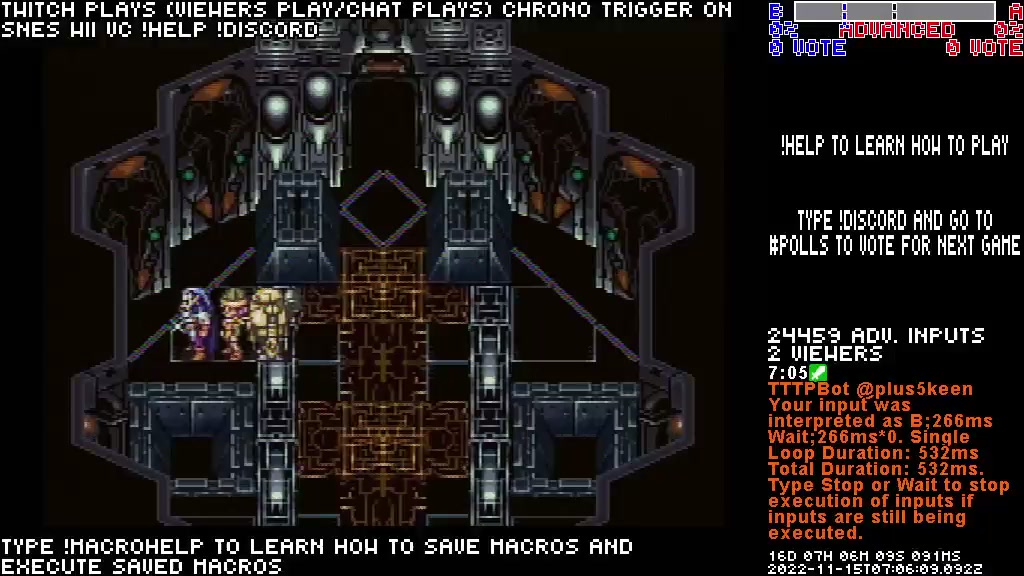 TWITCH PLAYS (VIEWERS PLAY/CHAT PLAYS) CHRONO TRIGGER ON
SNES WII VC !HELP !DISCORD
B A
0% ADVANCED 0%
0 VOTE 0 VOTE
!HELP TO LEARN HOW TO PLAY
TYPE !DISCORD AND GO TO
#POLLS TO VOTE FOR NEXT GAME
24459 ADV. INPUTS
2 VIEWERS
7:05
TTTPBot @plus5keen
Your input was
interpreted as B;266ms
Wait;266ms*0. Single
Loop Duration: 532ms
Total Duration: 532ms.
Type Stop or Wait to stop
execution of inputs if
inputs are still being
executed.
16D 07H 06M 09S 091MS
2022-11-15T07:06:09.092Z
TYPE !MACROHELP TO LEARN HOW TO SAVE MACROS AND
EXECUTE SAVED MACROS